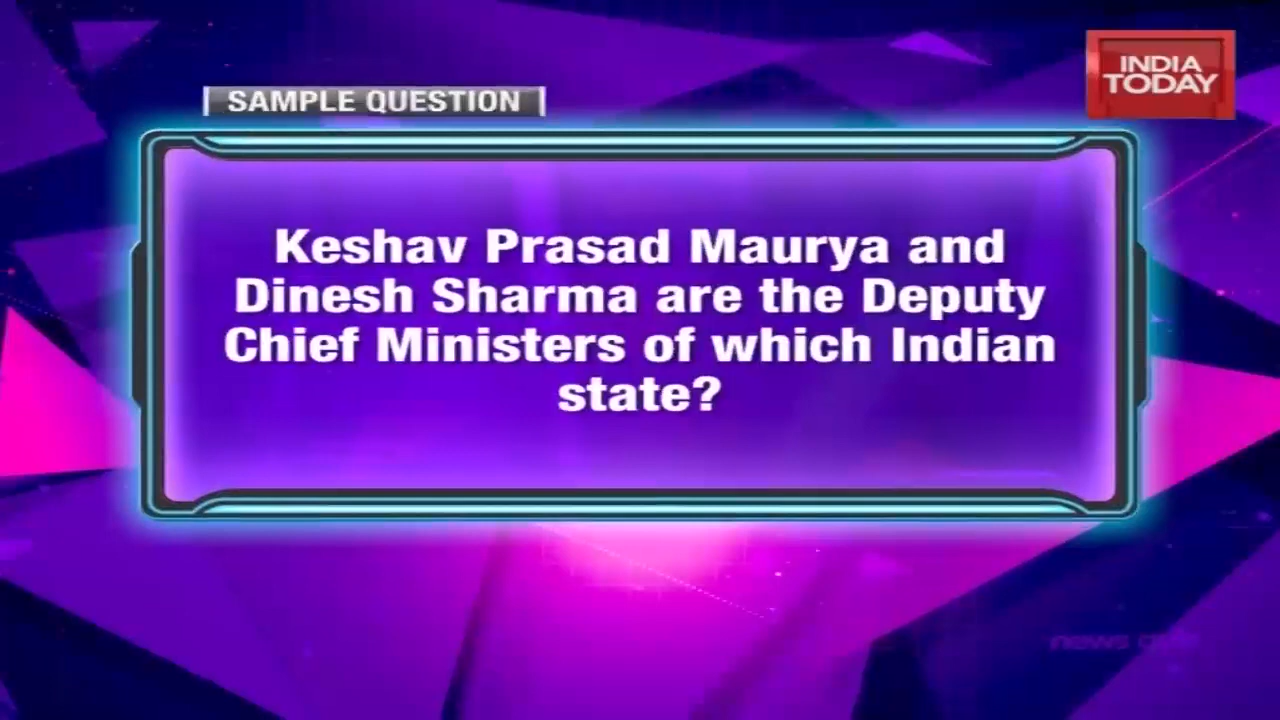 INDIA
TODAY
SAMPLE QUESTION
Keshav Prasad Maurya and
Dinesh Sharma are the Deputy
Chief Ministers of which Indian
state?